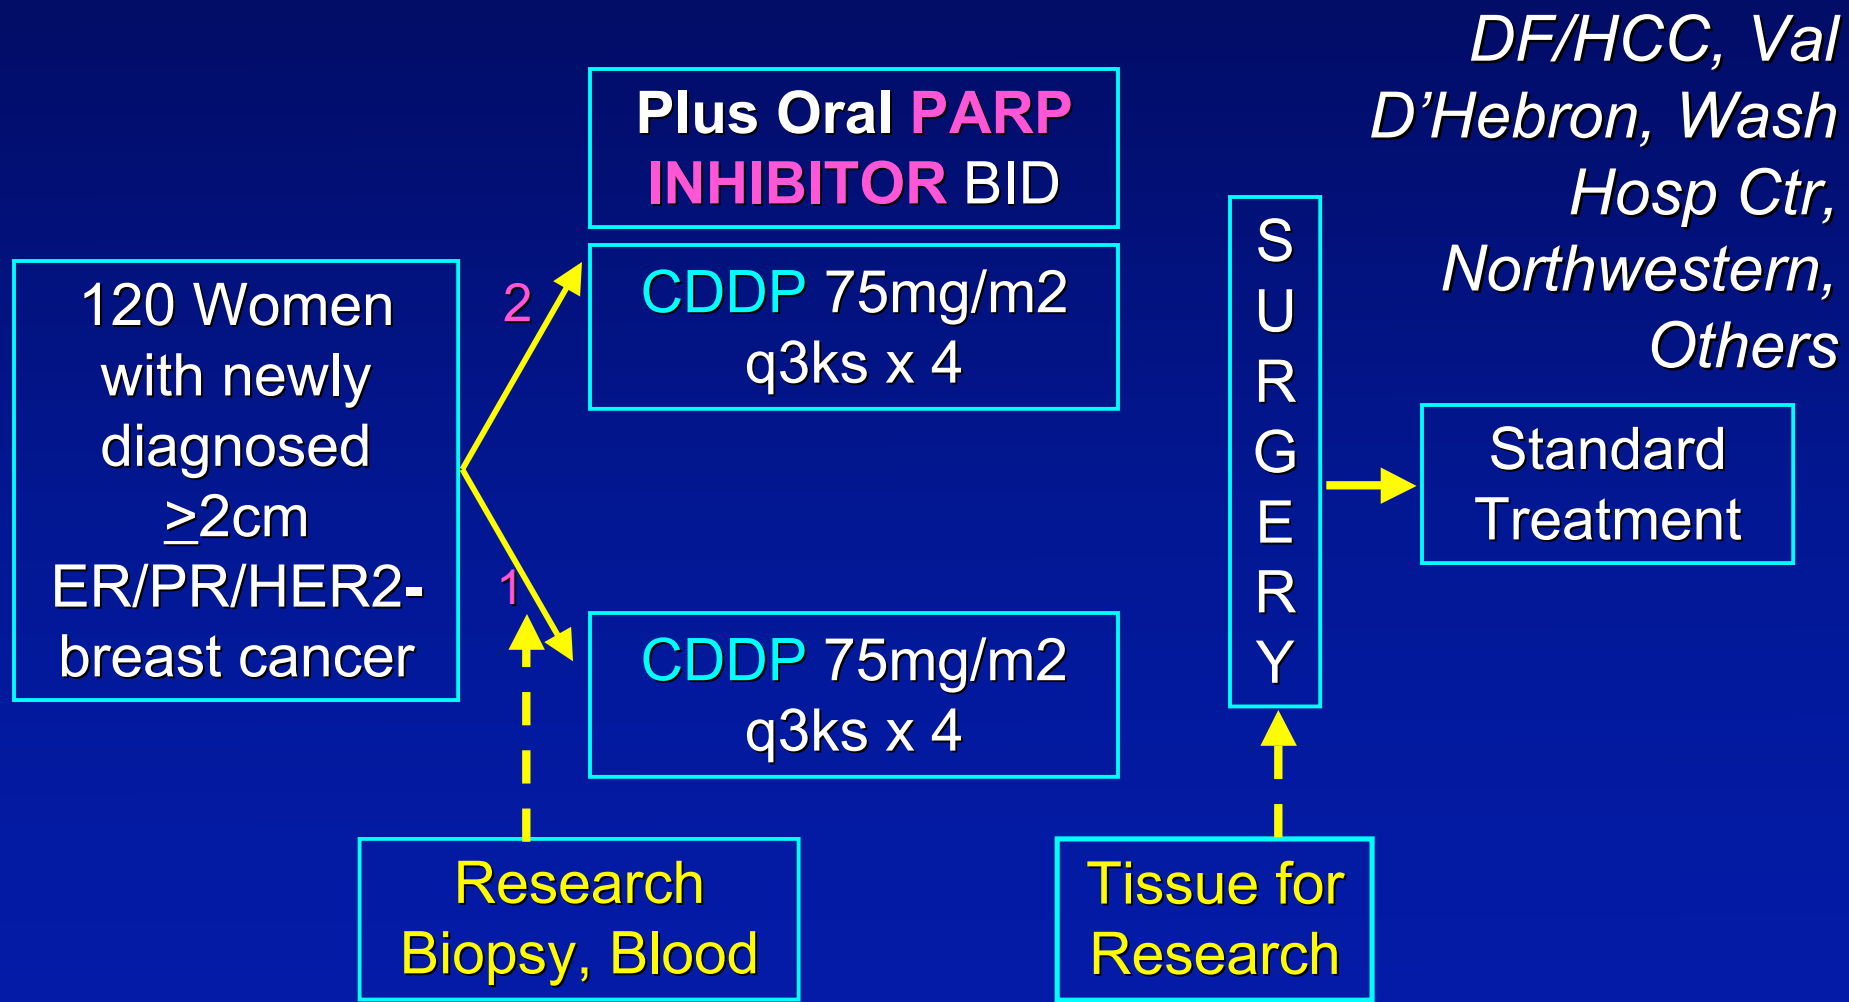 DF/HCC, Val
D’Hebron, Wash
Hosp Ctr,
Northwestern,
Others
Plus Oral PARP
INHIBITOR BID
120 Women
with newly
diagnosed
>2cm
ER/PR/HER2-
breast cancer
2
CDDP 75mg/m2
q3ks x 4
1
CDDP 75mg/m2
q3ks x 4
S
U
R
G
E
R
Y
Standard
Treatment
Research
Biopsy, Blood
Tissue for
Research